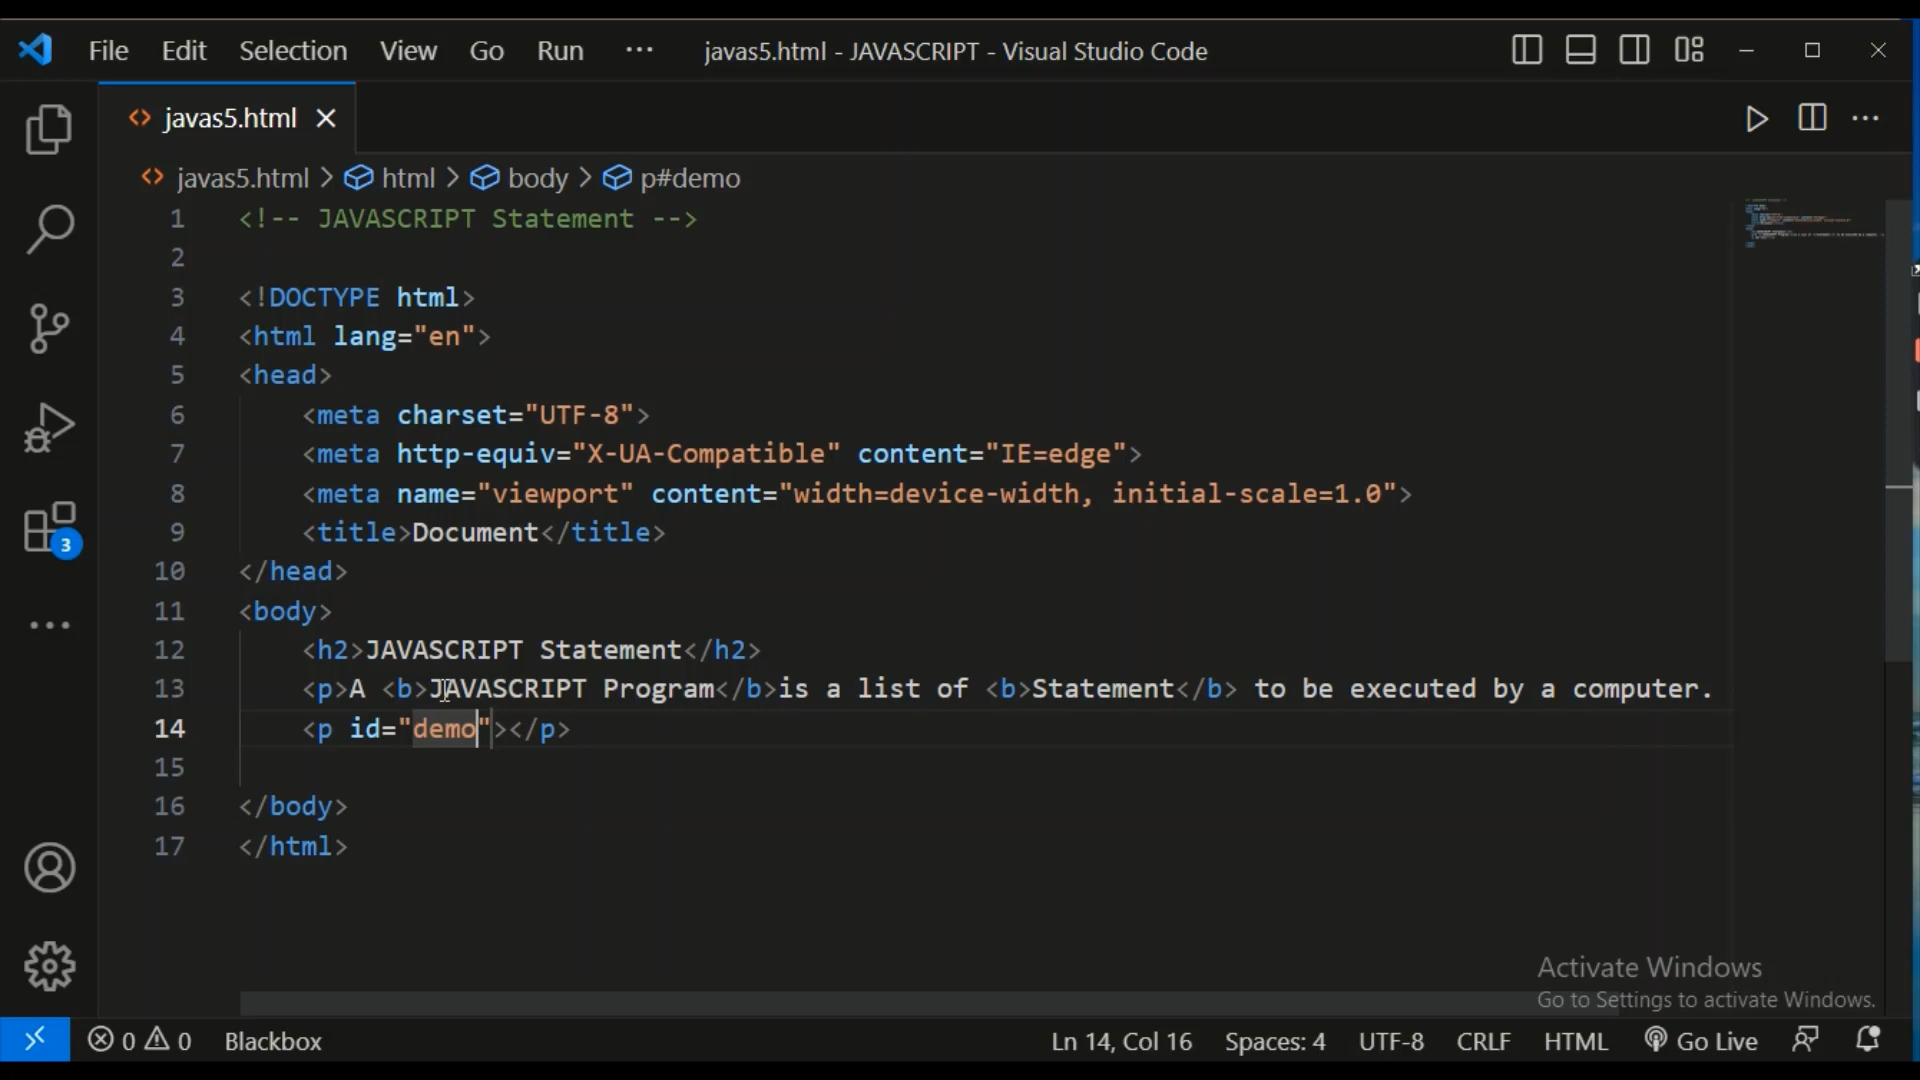 File Edit Selection View Go Run ··· javas5.html - JAVASCRIPT - Visual Studio Code
javas5.html
javas5.html > html > body > p#demo
1 <!-- JAVASCRIPT Statement -->
2
3 <!DOCTYPE html>
4 <html lang="en">
5 <head>
6 <meta charset="UTF-8">
7 <meta http-equiv="X-UA-Compatible" content="IE=edge">
8 <meta name="viewport" content="width=device-width, initial-scale=1.0">
9 <title>Document</title>
10 </head>
11 <body>
12 <h2>JAVASCRIPT Statement</h2>
13 <p>A <b>JAVASCRIPT Program</b>is a list of <b>Statement</b> to be executed by a computer.
14 <p id="demo"></p>
15
16 </body>
17 </html>
3
Activate Windows
Go to Settings to activate Windows.
0 0 Blackbox Ln 14, Col 16 Spaces: 4 UTF-8 CRLF HTML Go Live